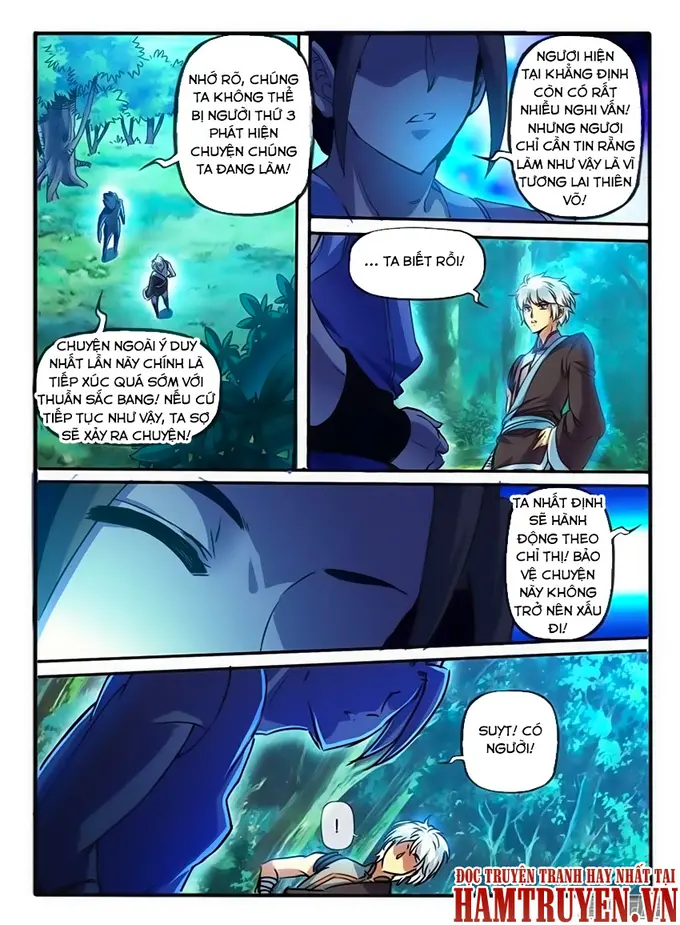 NHỚ RÕ, CHÚNG
TA KHÔNG THỂ
BỊ NGƯỜI THỨ 3
PHÁT HIỆN
CHUYỆN CHÚNG
TA ĐANG LÀM!
CHUYỆN NGOÀI Ý DUY
NHẤT LẦN NÀY CHÍNH LÀ
TIẾP XÚC QUÁ SỚM VỚI
THUẦN SẮC BANG! NẾU CỨ
TIẾP TỤC NHƯ VẬY, TA SỢ
SẼ XẢY RA CHUYỆN!
NGƯƠI HIỆN
TẠI KHẲNG ĐỊNH
CÒN CÓ RẤT
NHIỀU NGHI VẤN!
NHƯNG NGƯƠI
CHỈ CẦN TIN RẰNG
LÀM NHƯ VẬY LÀ VÌ
TƯƠNG LAI THIÊN
VÕ!
... TA BIẾT RỒI!
TA NHẤT ĐỊNH
SẼ HÀNH
ĐỘNG THEO
CHỈ THỊ! BẢO
VỆ CHUYỆN
NÀY KHÔNG
TRỞ NÊN XẤU
ĐI!
SUYT! CÓ
NGƯỜI!
!
ĐỌC TRUYỆN TRANH HAY NHẤT TẠI
HAMTRUYEN.VN